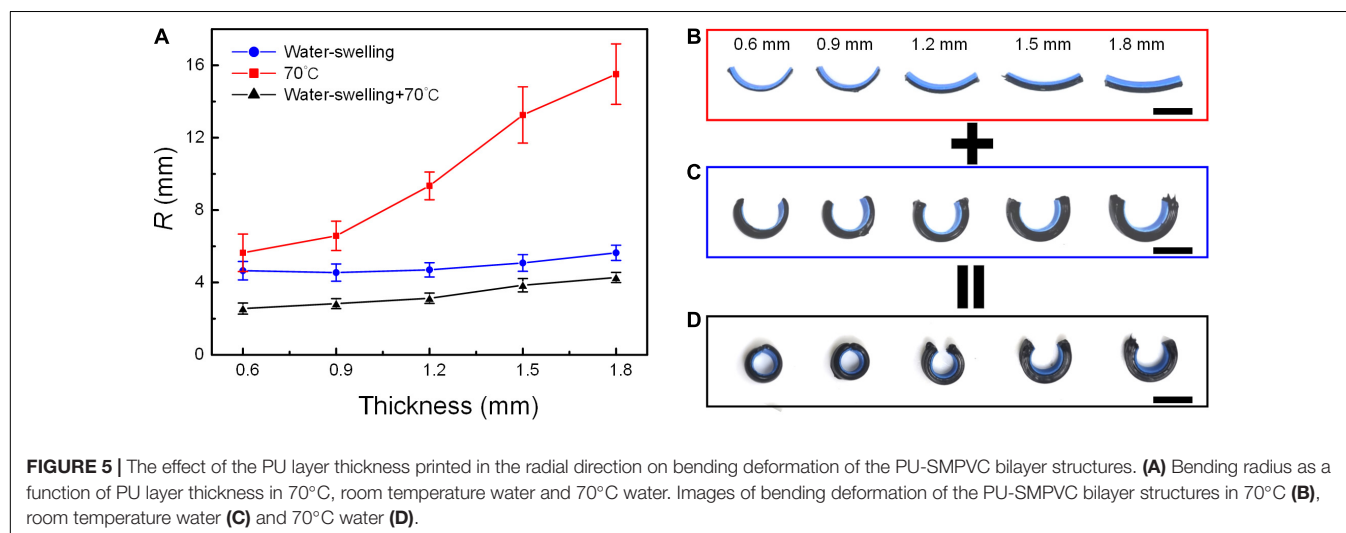 A
Water-swelling
70°C
Water-swelling+70°C
16
12
8
4
0
R (mm)
0.6 0.9 1.2 1.5 1.8
Thickness (mm)
B
0.6 mm 0.9 mm 1.2 mm 1.5 mm 1.8 mm
+
C
=
D
FIGURE 5 | The effect of the PU layer thickness printed in the radial direction on bending deformation of the PU-SMPVC bilayer structures. (A) Bending radius as a
function of PU layer thickness in 70°C, room temperature water and 70°C water. Images of bending deformation of the PU-SMPVC bilayer structures in 70°C (B),
room temperature water (C) and 70°C water (D).